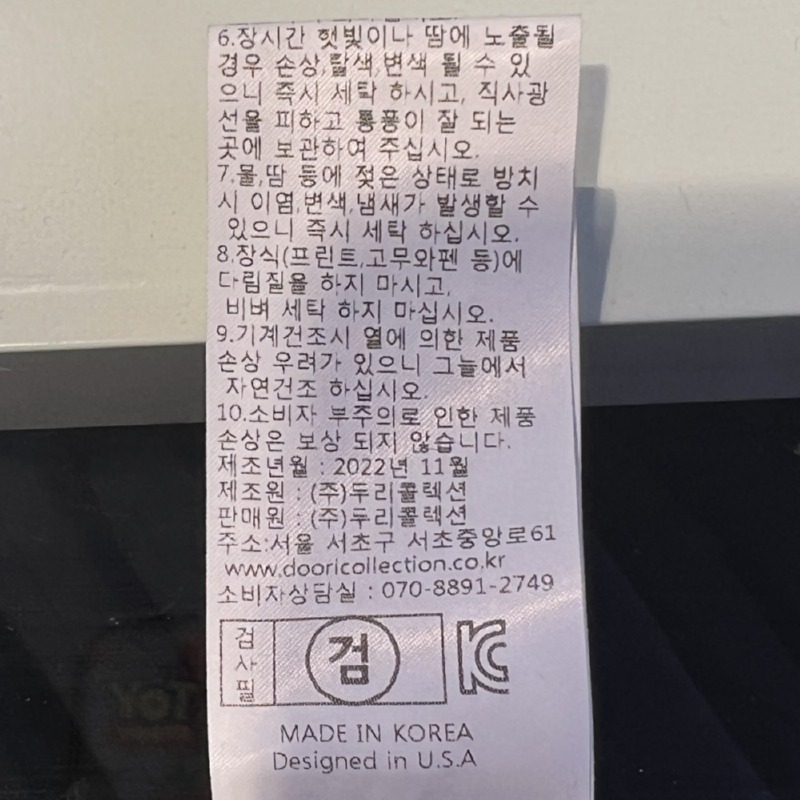 6.장시간 햇빛이나 땀에 노출될
경우 손상,탈색,변색 될 수 있
으니 즉시 세탁 하시고, 직사광
선을 피하고 통풍이 잘 되는
곳에 보관하여 주십시오.
7.물,땀 등에 젖은 상태로 방치
시 이염,변색,냄새가 발생할 수
있으니 즉시 세탁 하십시오.
8.장식(프린트,고무와펜 등)에
다림질을 하지 마시고,
비벼 세탁 하지 마십시오.
9.기계건조시 열에 의한 제품
손상 우려가 있으니 그늘에서
자연건조 하십시오.
10.소비자 부주의로 인한 제품
손상은 보상 되지 않습니다.
제조년월 : 2022년 11월
제조원 : (주)두리콜렉션
판매원 : (주)두리콜렉션
주소:서울 서초구 서초중앙로61
www.dooricollection.co.kr
소비자상담실 : 070-8891-2749
검사필
검
KC
MADE IN KOREA
Designed in U.S.A